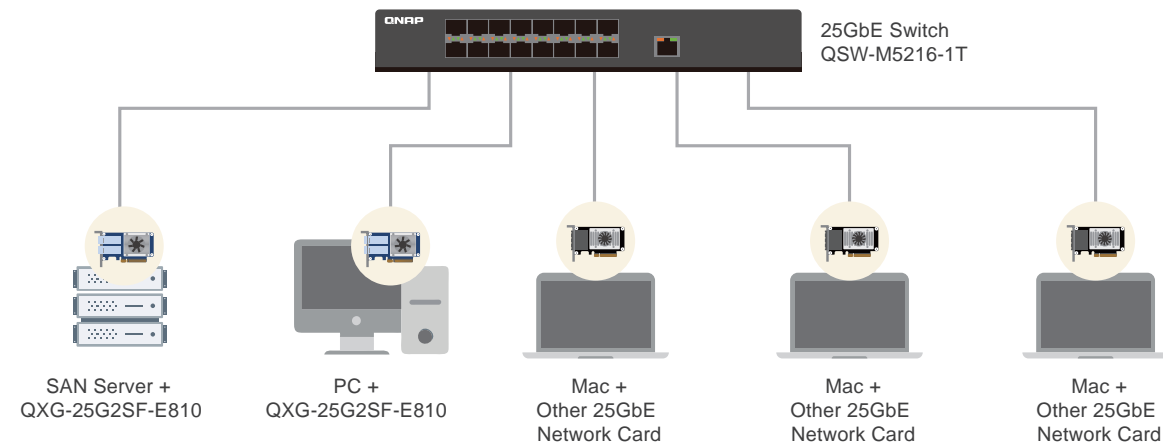 QNAP
25GbE Switch
QSW-M5216-1T
SAN Server +
QXG-25G2SF-E810
PC +
QXG-25G2SF-E810
Mac +
Other 25GbE
Network Card
Mac +
Other 25GbE
Network Card
Mac +
Other 25GbE
Network Card